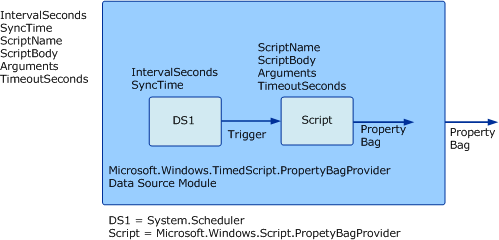 IntervalSeconds
SyncTime
ScriptName
ScriptBody
Arguments
TimeoutSeconds
ScriptName
ScriptBody
Arguments
TimeoutSeconds
IntervalSeconds
SyncTime
DS1
Trigger
Script
Property
Bag
Property
Bag
Microsoft.Windows.TimedScript.PropertyBagProvider
Data Source Module
DS1 = System.Scheduler
Script = Microsoft.Windows.Script.PropetyBagProvider